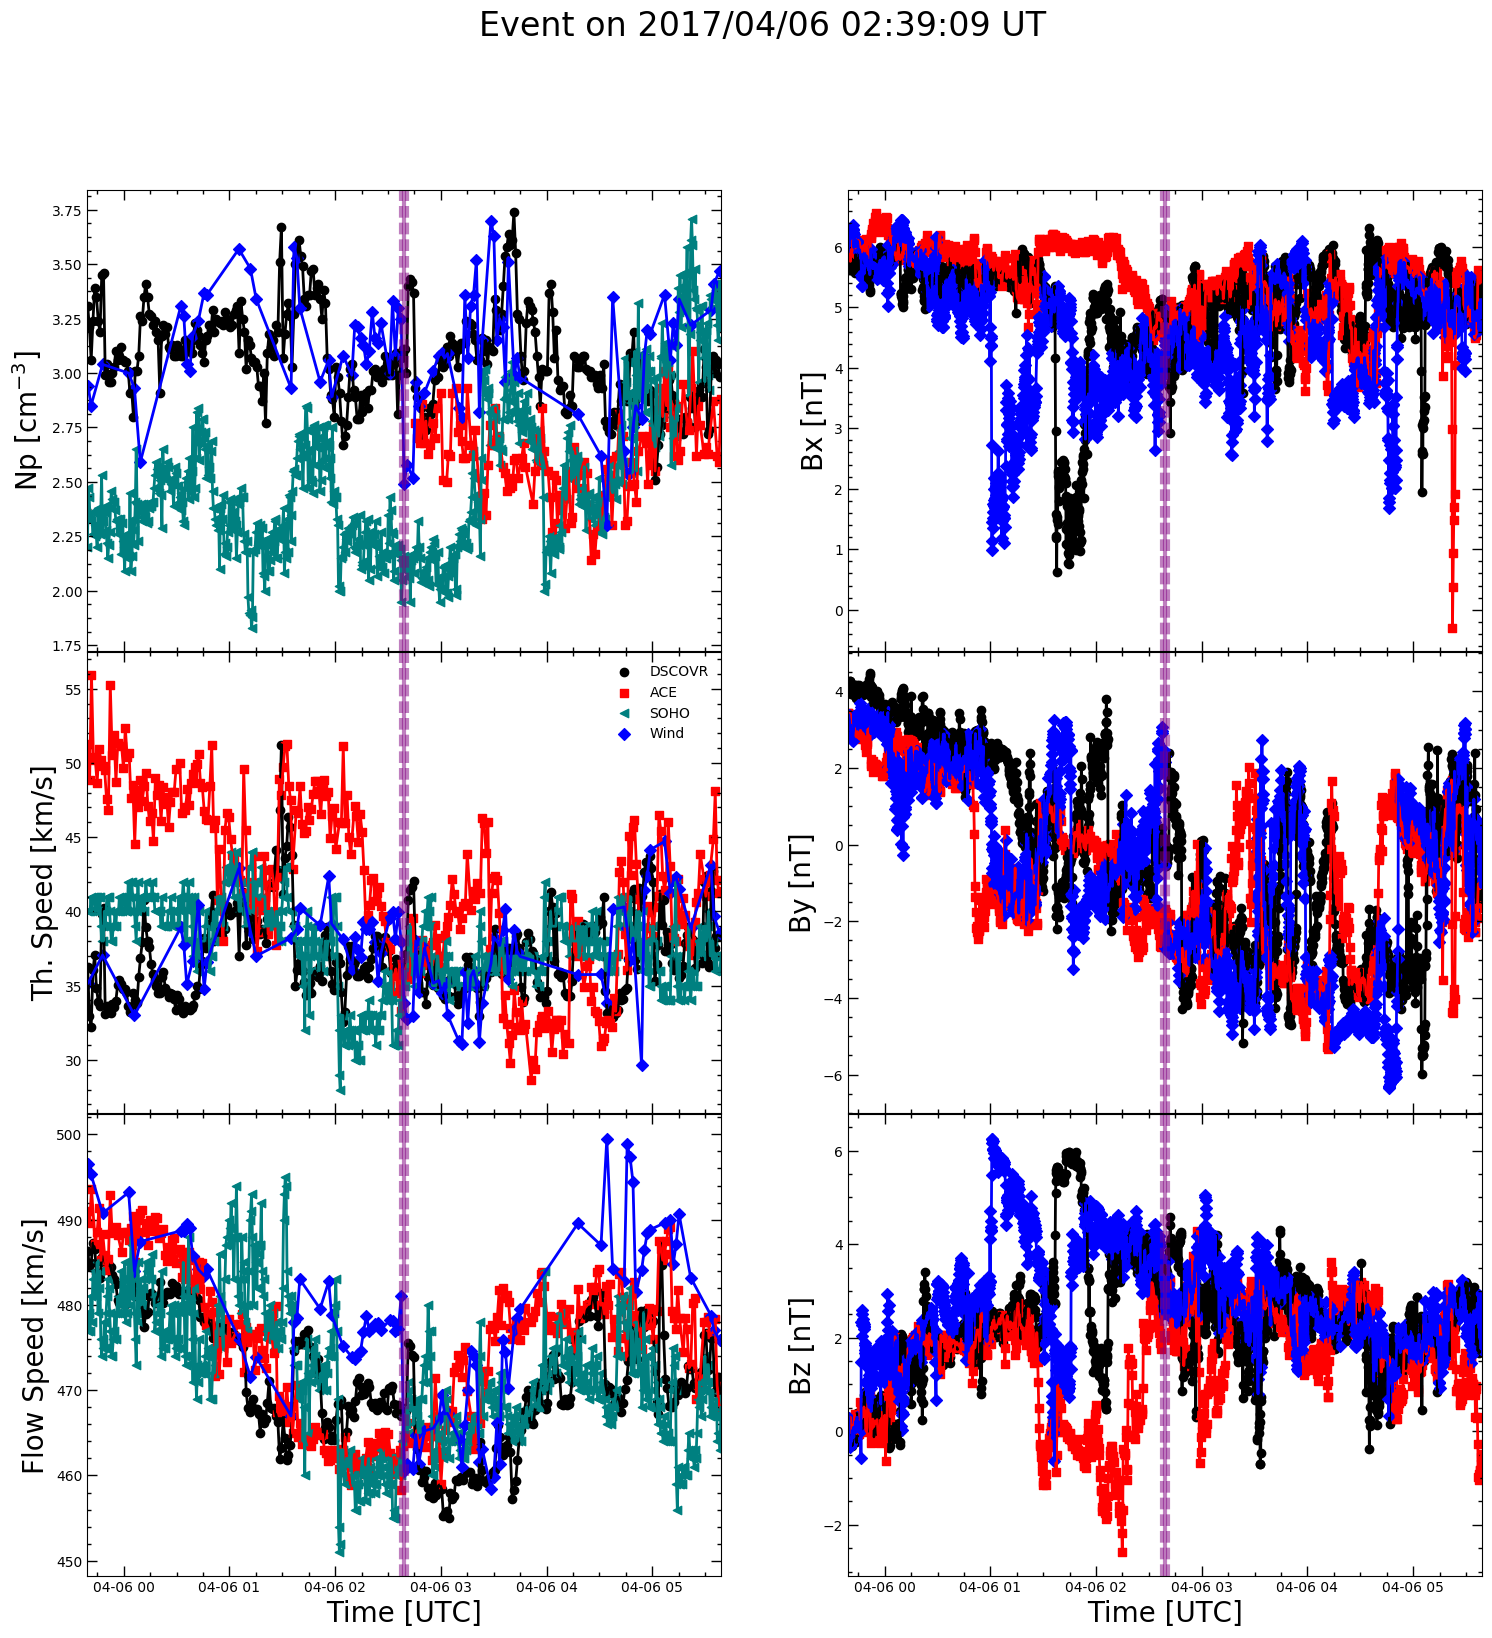 Event on 2017/04/06 02:39:09 UT
Np [cm⁻³]
3.75
3.50
3.25
3.00
2.75
2.50
2.25
2.00
1.75
Bx [nT]
6
5
4
3
2
1
0
Th. Speed [km/s]
55
50
45
40
35
30
DSCOVR
ACE
SOHO
Wind
By [nT]
4
2
0
−2
−4
−6
Flow Speed [km/s]
500
490
480
470
460
450
04-06 00 04-06 01 04-06 02 04-06 03 04-06 04 04-06 05
Time [UTC]
Bz [nT]
6
4
2
0
−2
04-06 00 04-06 01 04-06 02 04-06 03 04-06 04 04-06 05
Time [UTC]